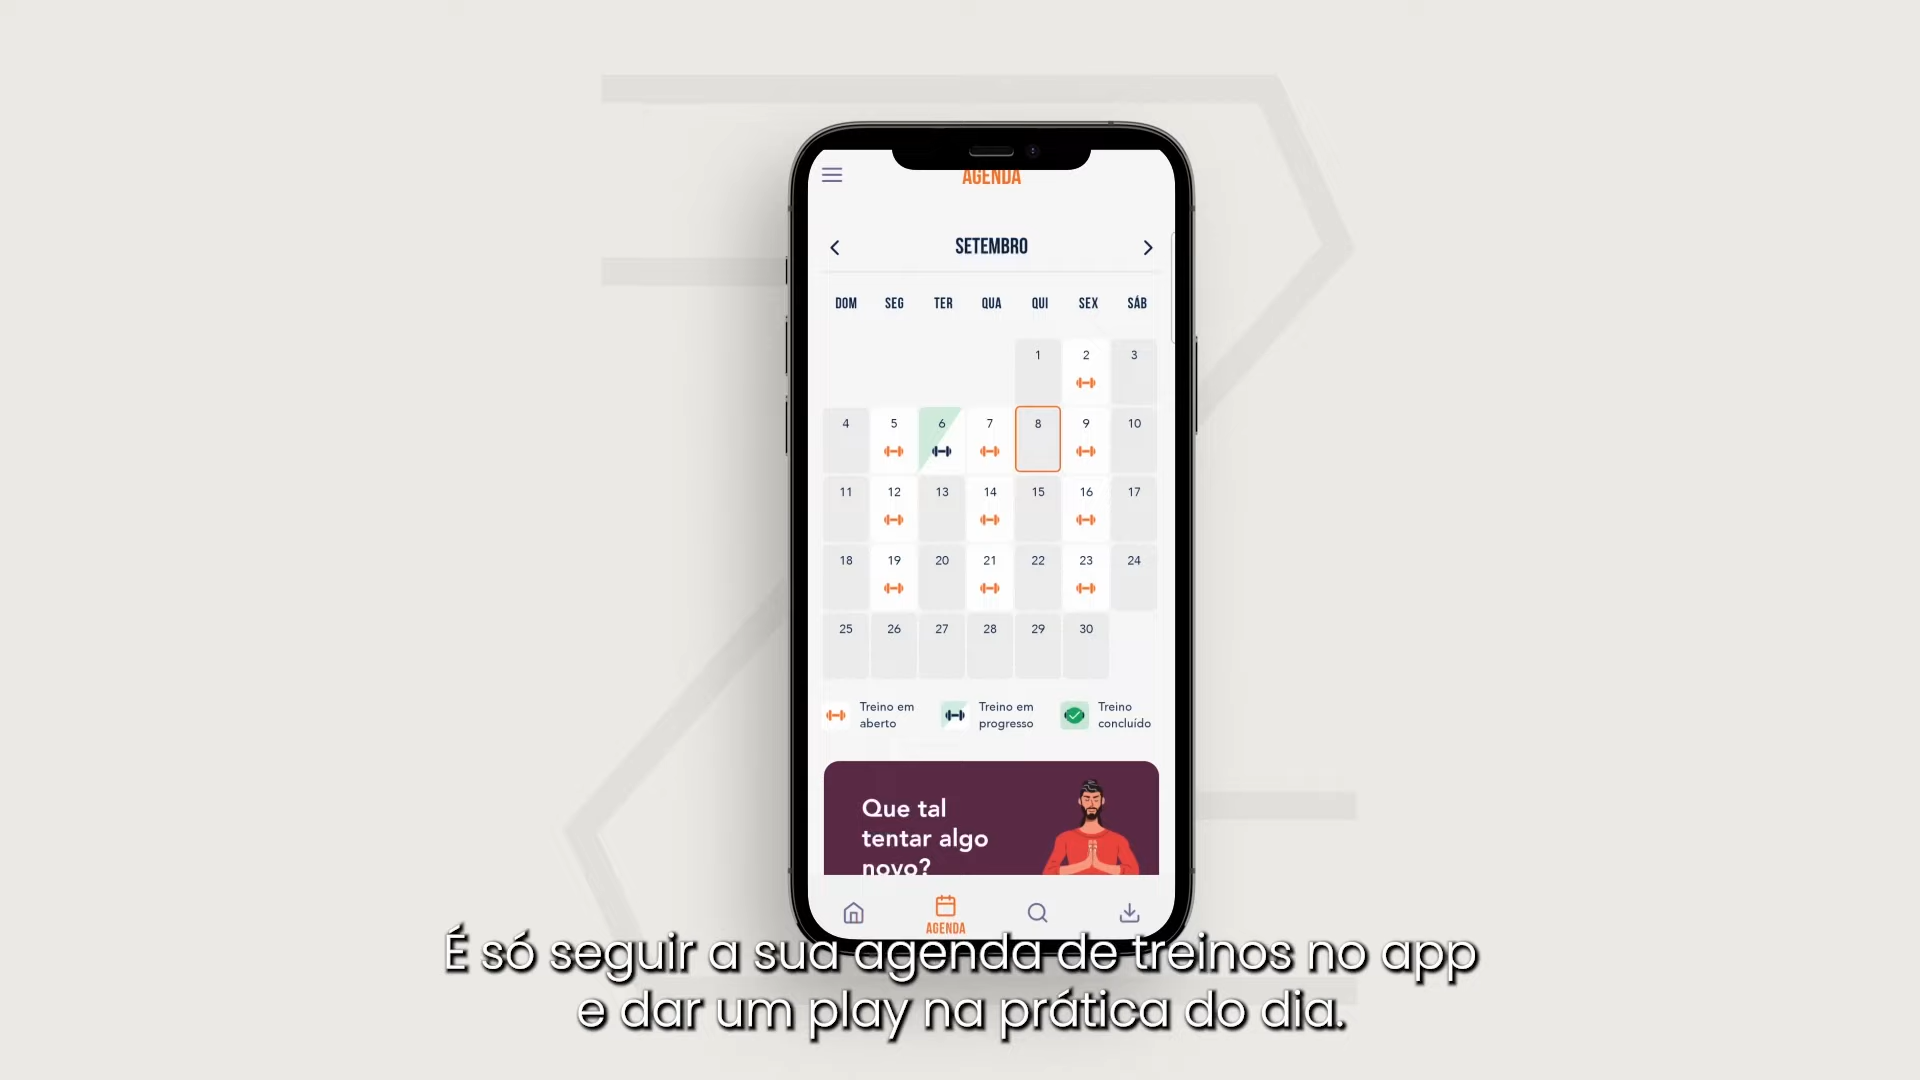 AGENDA
SETEMBRO
DOM SEG TER QUA QUI SEX SÁB
1 2 3
4 5 6 7 8 9 10
11 12 13 14 15 16 17
18 19 20 21 22 23 24
25 26 27 28 29 30
Treino em aberto
Treino em progresso
Treino concluído
Que tal
tentar algo
novo?
AGENDA
É só seguir a sua agenda de treinos no app
e dar um play na prática do dia.